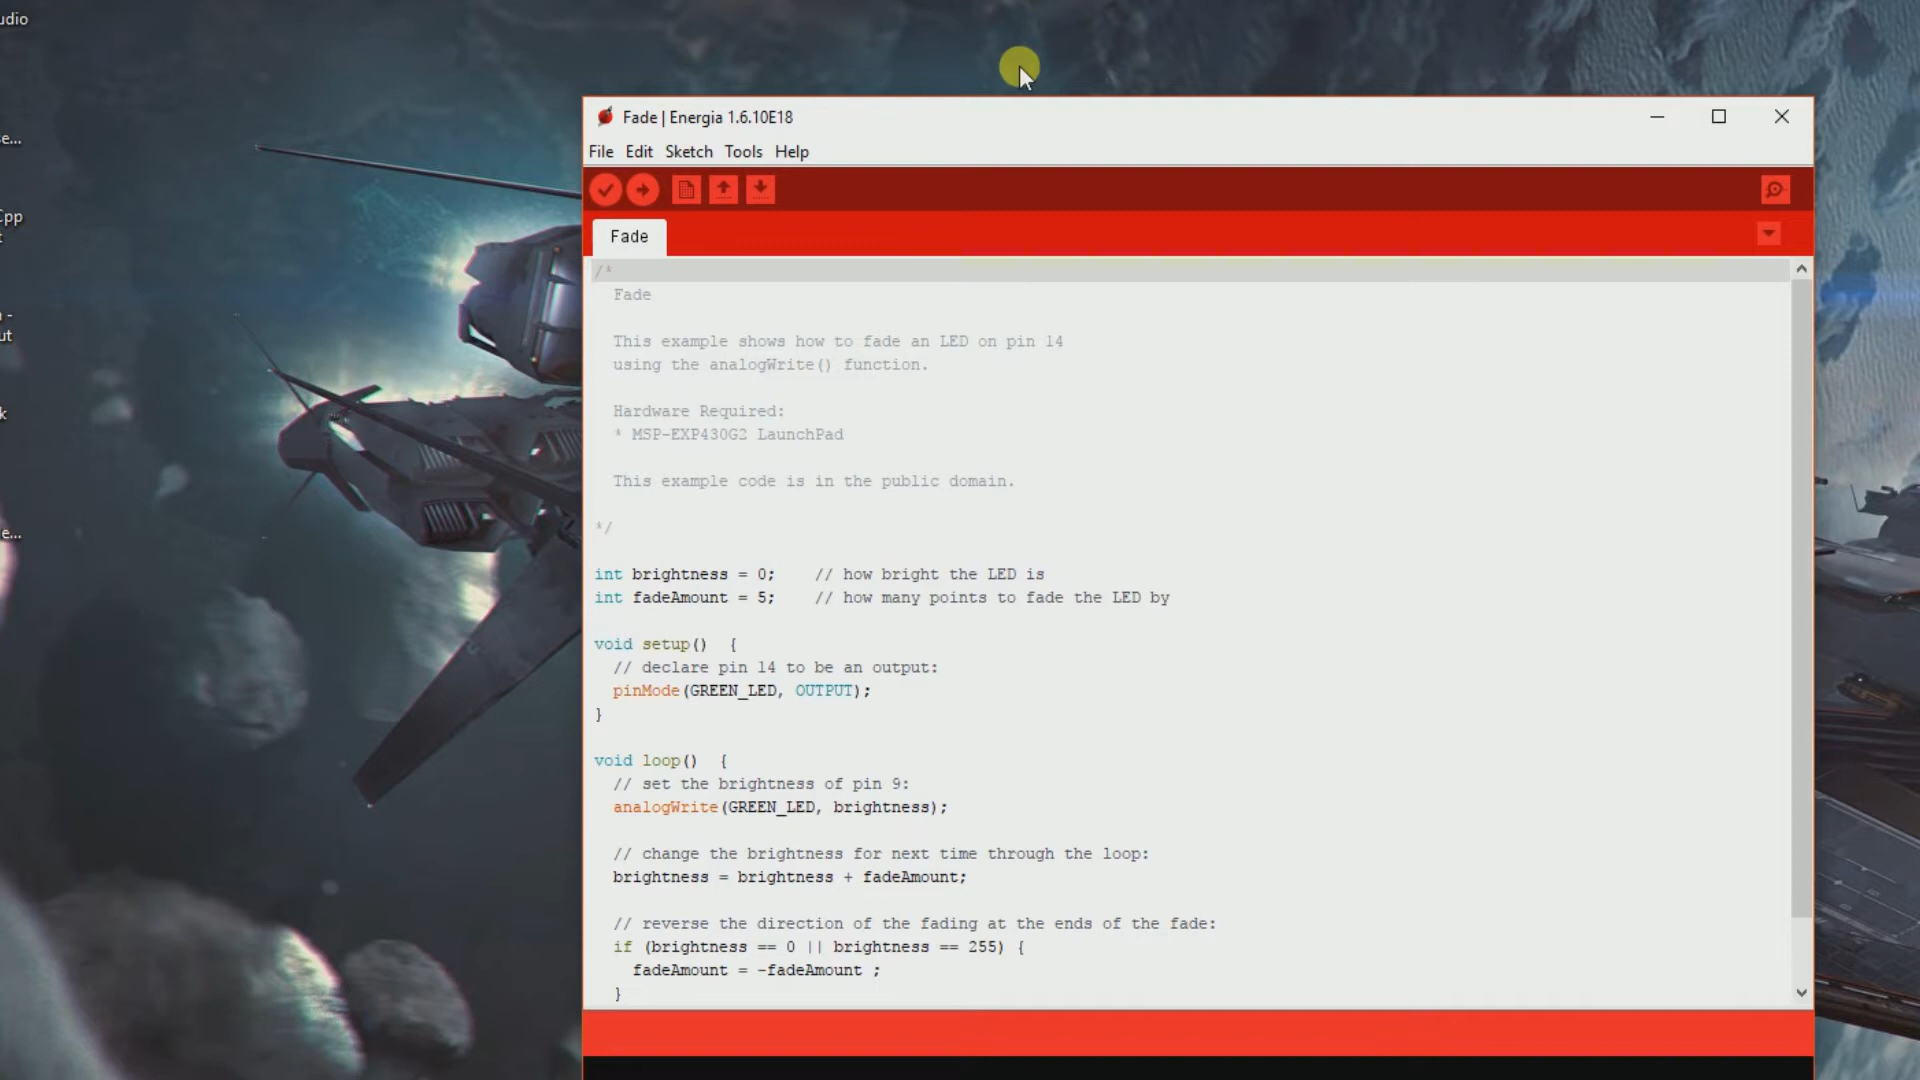 udio
e...
Cpp
t
n -
ut
k
e...
Fade | Energia 1.6.10E18
File Edit Sketch Tools Help
Fade
/*
Fade
This example shows how to fade an LED on pin 14
using the analogWrite() function.
Hardware Required:
* MSP-EXP430G2 LaunchPad
This example code is in the public domain.
*/
int brightness = 0;    // how bright the LED is
int fadeAmount = 5;    // how many points to fade the LED by
void setup()  {
// declare pin 14 to be an output:
pinMode(GREEN_LED, OUTPUT);
}
void loop()  {
// set the brightness of pin 9:
analogWrite(GREEN_LED, brightness);
// change the brightness for next time through the loop:
brightness = brightness + fadeAmount;
// reverse the direction of the fading at the ends of the fade:
if (brightness == 0 || brightness == 255) {
fadeAmount = -fadeAmount ;
}